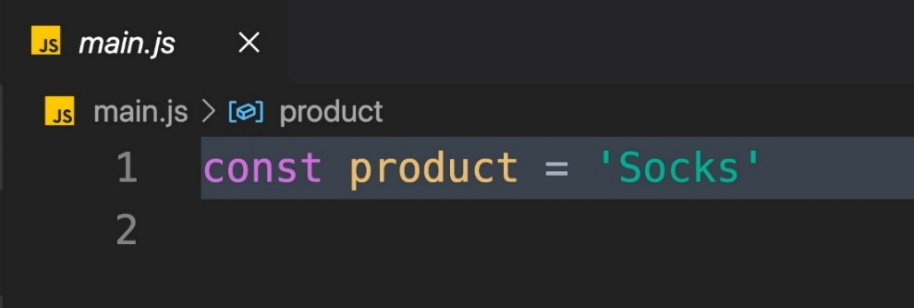 JS main.js ×
JS main.js > product
1 const product = 'Socks'
2